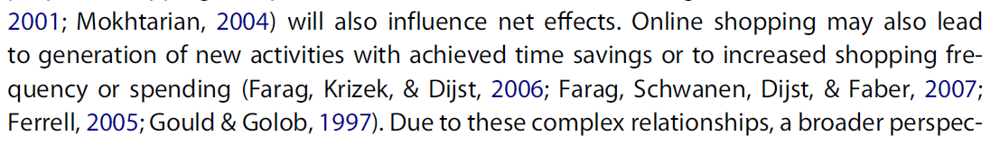 2001; Mokhtarian, 2004) will also influence net effects. Online shopping may also lead
to generation of new activities with achieved time savings or to increased shopping fre-
quency or spending (Farag, Krizek, & Dijst, 2006; Farag, Schwanen, Dijst, & Faber, 2007;
Ferrell, 2005; Gould & Golob, 1997). Due to these complex relationships, a broader perspec-